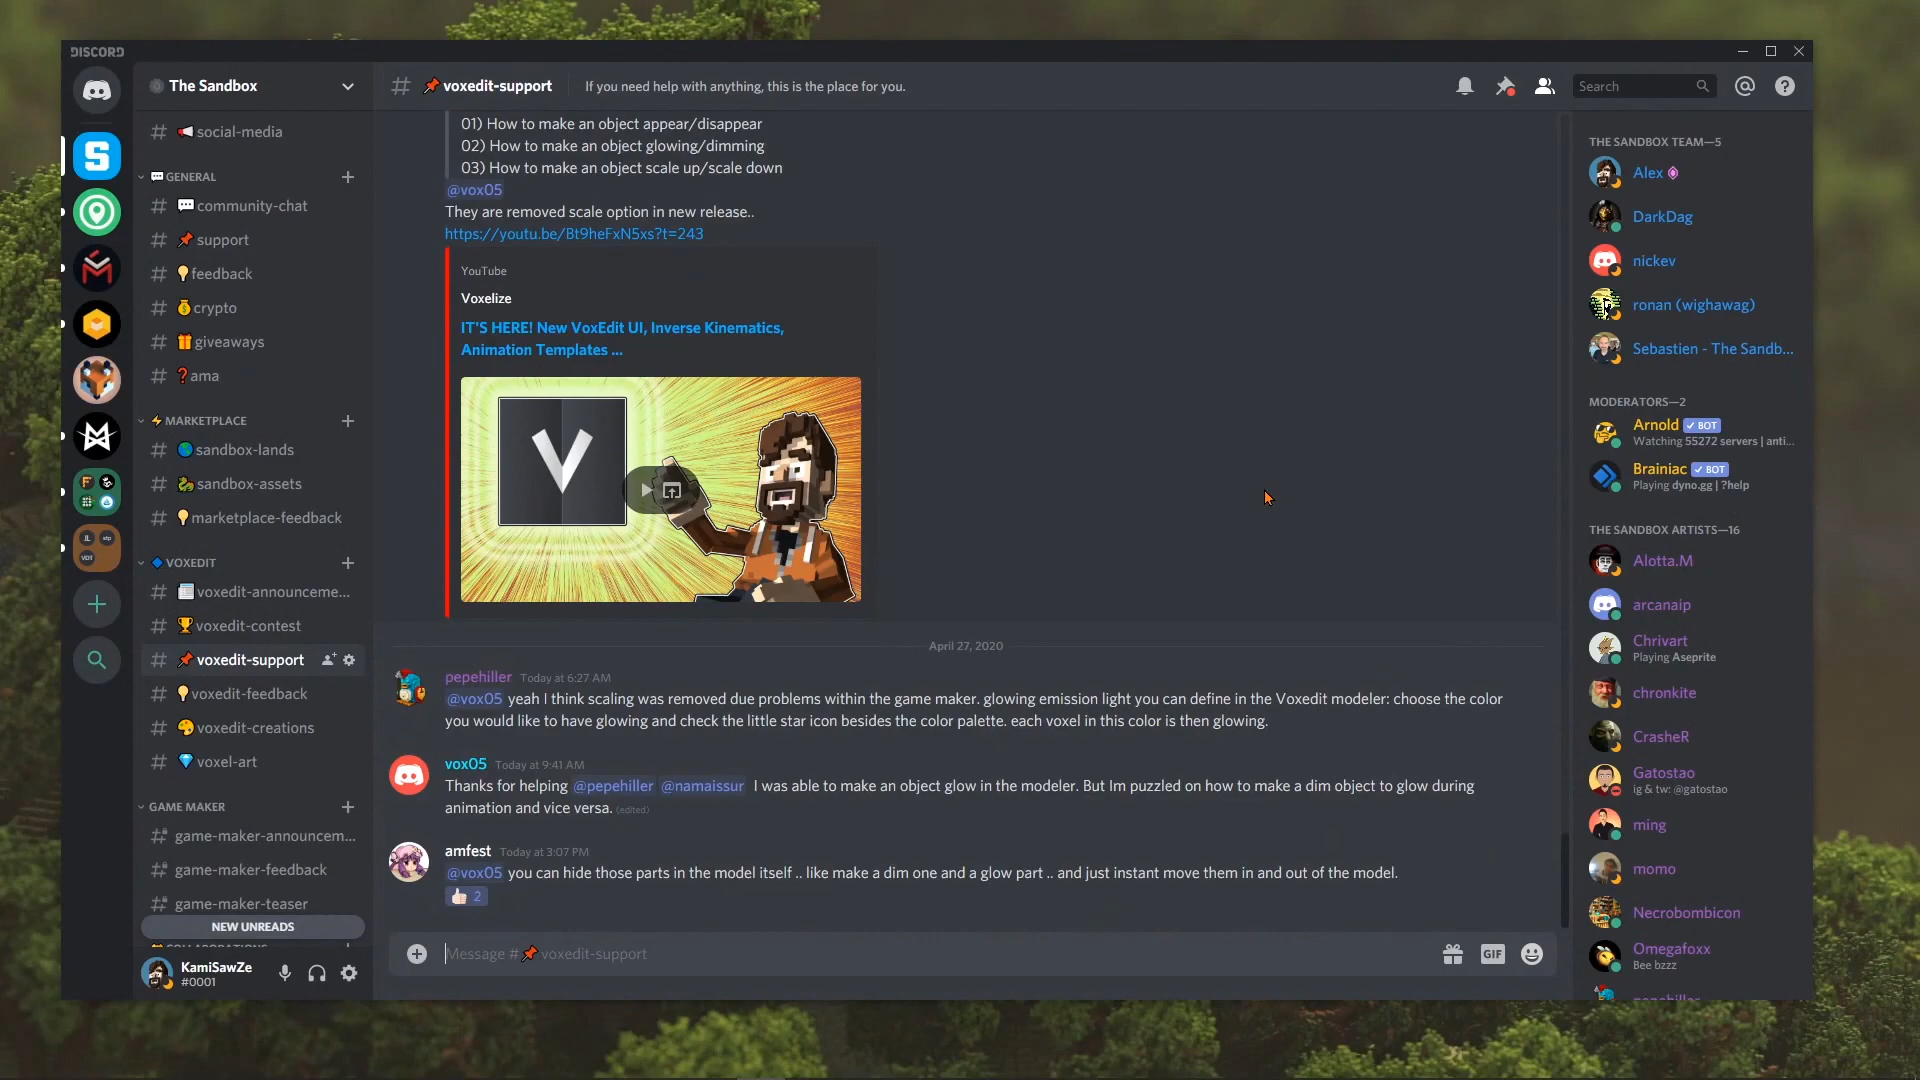 DISCORD
The Sandbox
social-media
GENERAL
community-chat
support
feedback
crypto
giveaways
ama
MARKETPLACE
sandbox-lands
sandbox-assets
marketplace-feedback
VOXEDIT
voxedit-announceme...
voxedit-contest
voxedit-support
voxedit-feedback
voxedit-creations
voxel-art
GAME MAKER
game-maker-announcem...
game-maker-feedback
game-maker-teaser
NEW UNREADS
KamiSawZe
#0001
# voxedit-support
If you need help with anything, this is the place for you.
Search
01) How to make an object appear/disappear
02) How to make an object glowing/dimming
03) How to make an object scale up/scale down
@vox05
They are removed scale option in new release..
https://youtu.be/Bt9heFxN5xs?t=243
YouTube
Voxelize
IT'S HERE! New VoxEdit UI, Inverse Kinematics,
Animation Templates ...
V
April 27, 2020
pepehiller Today at 6:27 AM
@vox05 yeah I think scaling was removed due problems within the game maker. glowing emission light you can define in the Voxedit modeler: choose the color
you would like to have glowing and check the little star icon besides the color palette. each voxel in this color is then glowing.
vox05 Today at 9:41 AM
Thanks for helping @pepehiller @namaissur I was able to make an object glow in the modeler. But Im puzzled on how to make a dim object to glow during
animation and vice versa. (edited)
amfest Today at 3:07 PM
@vox05 you can hide those parts in the model itself .. like make a dim one and a glow part .. and just instant move them in and out of the model.
2
Message # voxedit-support
GIF
THE SANDBOX TEAM—5
Alex
DarkDag
nickev
ronan (wighawag)
Sebastien - The Sandb...
MODERATORS—2
Arnold BOT
Watching 55272 servers | anti...
Brainiac BOT
Playing dyno.gg | ?help
THE SANDBOX ARTISTS—16
Alotta.M
arcanaip
Chrivart
Playing Aseprite
chronkite
CrasheR
Gatostao
ig & tw: @gatostao
ming
momo
Necrobombicon
Omegafoxx
Bee bzzz
pepehiller